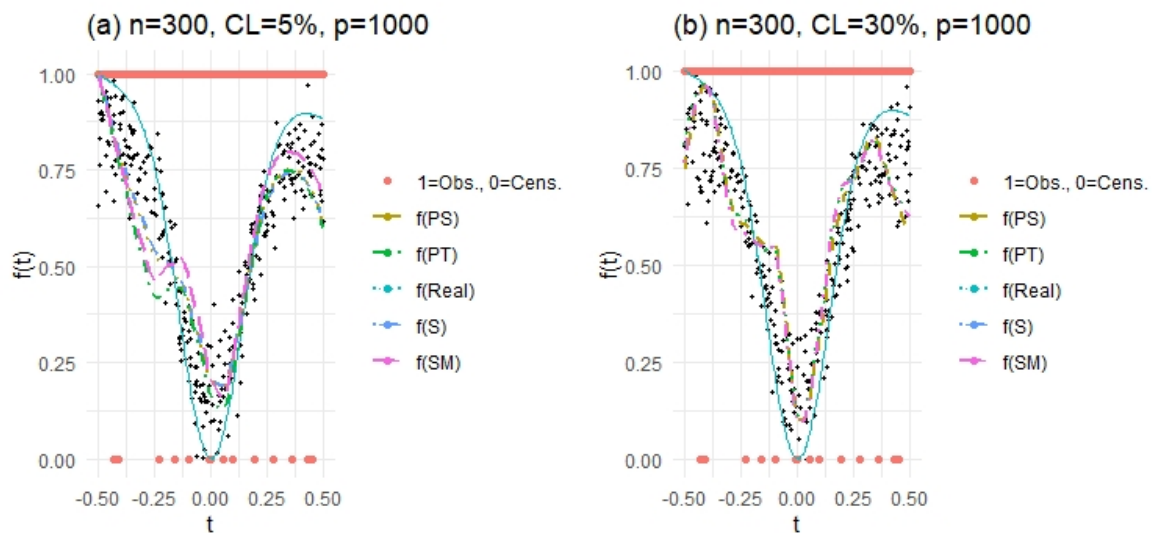 (a) n=300, CL=5%, p=1000
f(t)
1.00
0.75
0.50
0.25
0.00
-0.50 -0.25 0.00 0.25 0.50
t
1=Obs., 0=Cens.
f(PS)
f(PT)
f(Real)
f(S)
f(SM)
(b) n=300, CL=30%, p=1000
f(t)
1.00
0.75
0.50
0.25
0.00
-0.50 -0.25 0.00 0.25 0.50
t
1=Obs., 0=Cens.
f(PS)
f(PT)
f(Real)
f(S)
f(SM)